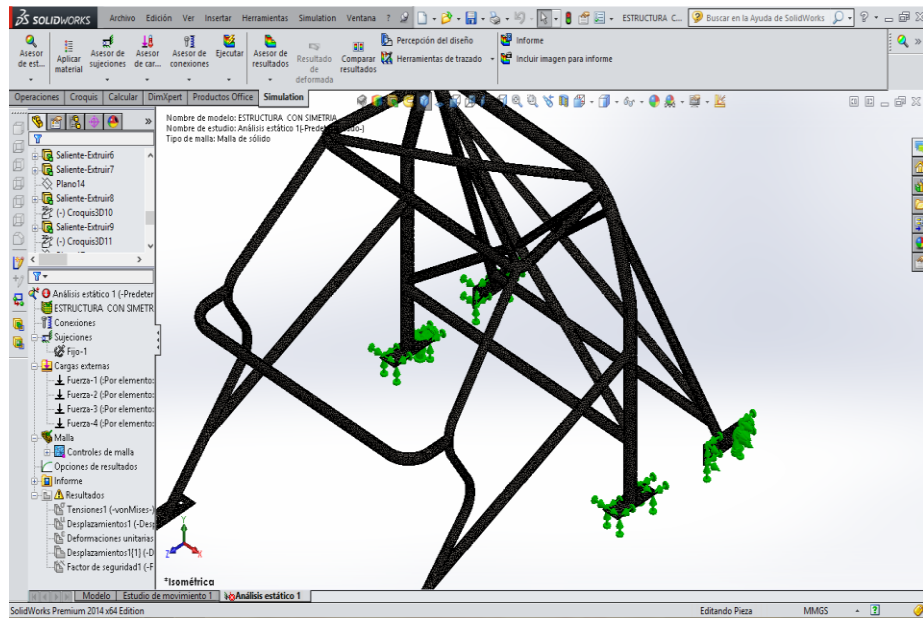 SOLIDWORKS Archivo Edición Ver Insertar Herramientas Simulation Ventana ? ESTRUCTURA C... Buscar en la Ayuda de SolidWorks
Asesor de est...
Aplicar material
Asesor de sujeciones
Asesor de car...
Asesor de conexiones
Ejecutar
Asesor de resultados
Resultado de deformada
Comparar resultados
Percepción del diseño
Herramientas de trazado
Informe
Incluir imagen para informe
Operaciones Croquis Calcular DimXpert Productos Office Simulation
Nombre de modelo: ESTRUCTURA CON SIMETRIA
Nombre de estudio: Análisis estático 1(-Predeterminado-)
Tipo de malla: Malla de sólido
Saliente-Extruir6
Saliente-Extruir7
Plano14
Saliente-Extruir8
(-) Croquis3D10
Saliente-Extruir9
(-) Croquis3D11
Análisis estático 1 (-Predeter
ESTRUCTURA CON SIMETR
Conexiones
Sujeciones
Fijo-1
Cargas externas
Fuerza-1 (:Por elemento:
Fuerza-2 (:Por elemento:
Fuerza-3 (:Por elemento:
Fuerza-4 (:Por elemento:
Malla
Controles de malla
Opciones de resultados
Informe
Resultados
Tensiones1 (-vonMises-)
Desplazamientos1 (-Desp
Deformaciones unitarias
Desplazamientos1[1] (-D
Factor de seguridad1 (-F
Y
Z X
*Isométrica
Modelo Estudio de movimiento 1 Análisis estático 1
SolidWorks Premium 2014 x64 Edition Editando Pieza MMGS